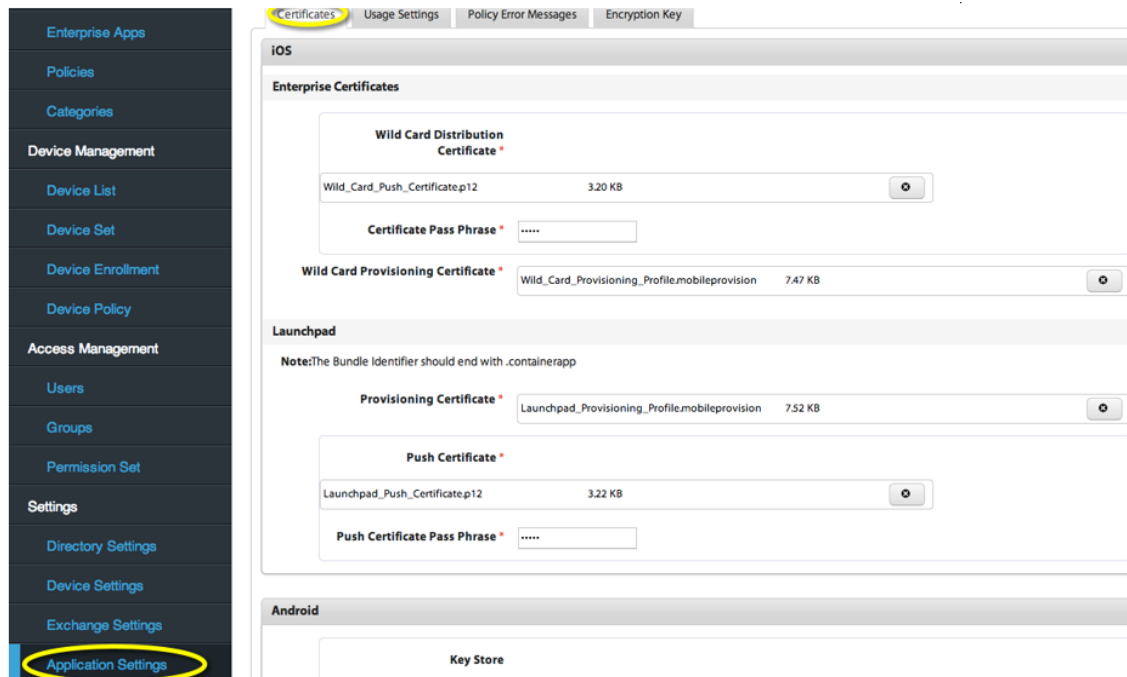 Enterprise Apps
Policies
Categories
Device Management
Device List
Device Set
Device Enrollment
Device Policy
Access Management
Users
Groups
Permission Set
Settings
Directory Settings
Device Settings
Exchange Settings
Application Settings
Certificates Usage Settings Policy Error Messages Encryption Key
iOS
Enterprise Certificates
Wild Card Distribution
Certificate *
Wild_Card_Push_Certificate.p12 3.20 KB
Certificate Pass Phrase * •••••
Wild Card Provisioning Certificate *
Wild_Card_Provisioning_Profile.mobileprovision 7.47 KB
Launchpad
Note:The Bundle Identifier should end with .containerapp
Provisioning Certificate *
Launchpad_Provisioning_Profile.mobileprovision 7.52 KB
Push Certificate *
Launchpad_Push_Certificate.p12 3.22 KB
Push Certificate Pass Phrase * •••••
Android
Key Store